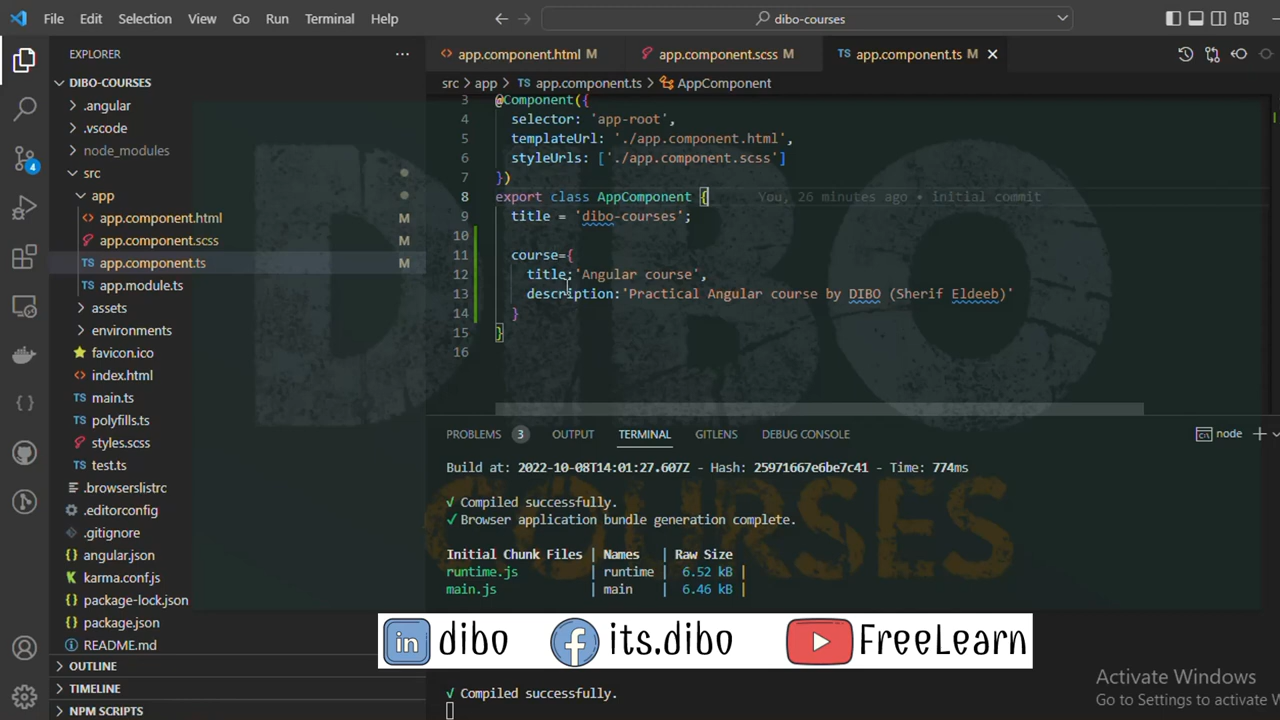 File Edit Selection View Go Run Terminal Help
dibo-courses
EXPLORER
DIBO-COURSES
.angular
.vscode
node_modules
src
app
app.component.html M
app.component.scss M
app.component.ts M
app.module.ts
assets
environments
favicon.ico
index.html
main.ts
polyfills.ts
styles.scss
test.ts
.browserslistrc
.editorconfig
.gitignore
angular.json
karma.conf.js
package-lock.json
package.json
README.md
OUTLINE
TIMELINE
NPM SCRIPTS
4
app.component.html M app.component.scss M TS app.component.ts M
src > app > TS app.component.ts > AppComponent
3 @Component({
4 selector: 'app-root',
5 templateUrl: './app.component.html',
6 styleUrls: ['./app.component.scss']
7 })
8 export class AppComponent { You, 26 minutes ago • initial commit
9 title = 'dibo-courses';
10
11 course={
12 title:'Angular course',
13 description:'Practical Angular course by DIBO (Sherif Eldeeb)'
14 }
15 }
16
PROBLEMS 3 OUTPUT TERMINAL GITLENS DEBUG CONSOLE node
Build at: 2022-10-08T14:01:27.607Z - Hash: 25971667e6be7c41 - Time: 774ms
√ Compiled successfully.
√ Browser application bundle generation complete.
Initial Chunk Files | Names | Raw Size
runtime.js | runtime | 6.52 kB |
main.js | main | 6.46 kB |
√ Compiled successfully.
DIBO
COURSES
in dibo f its.dibo FreeLearn
Activate Windows
Go to Settings to activate W